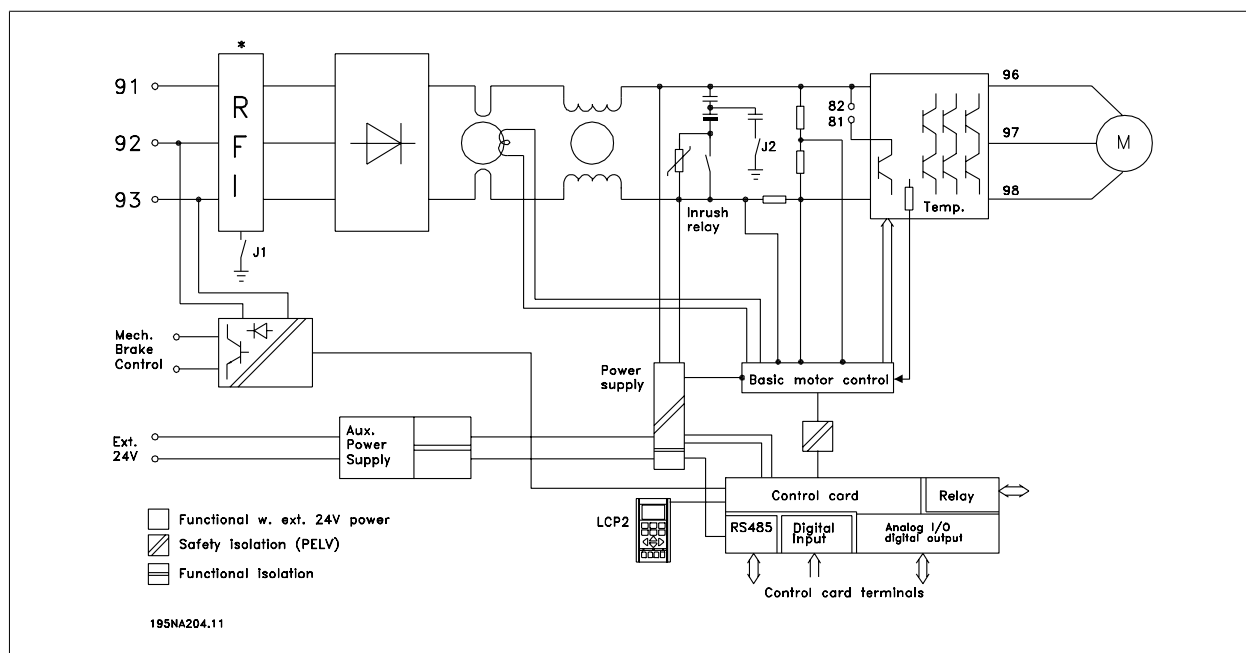 *
91
92
93
R
F
I
J1
82
81
J2
Inrush
relay
Temp.
96
97
98
M
Mech.
Brake
Control
Power
supply
Basic motor control
Ext.
24V
Aux.
Power
Supply
Control card
Relay
LCP2
RS485
Digital
Input
Analog I/O
digital output
Control card terminals
Functional w. ext. 24V power
Safety isolation (PELV)
Functional isolation
195NA204.11